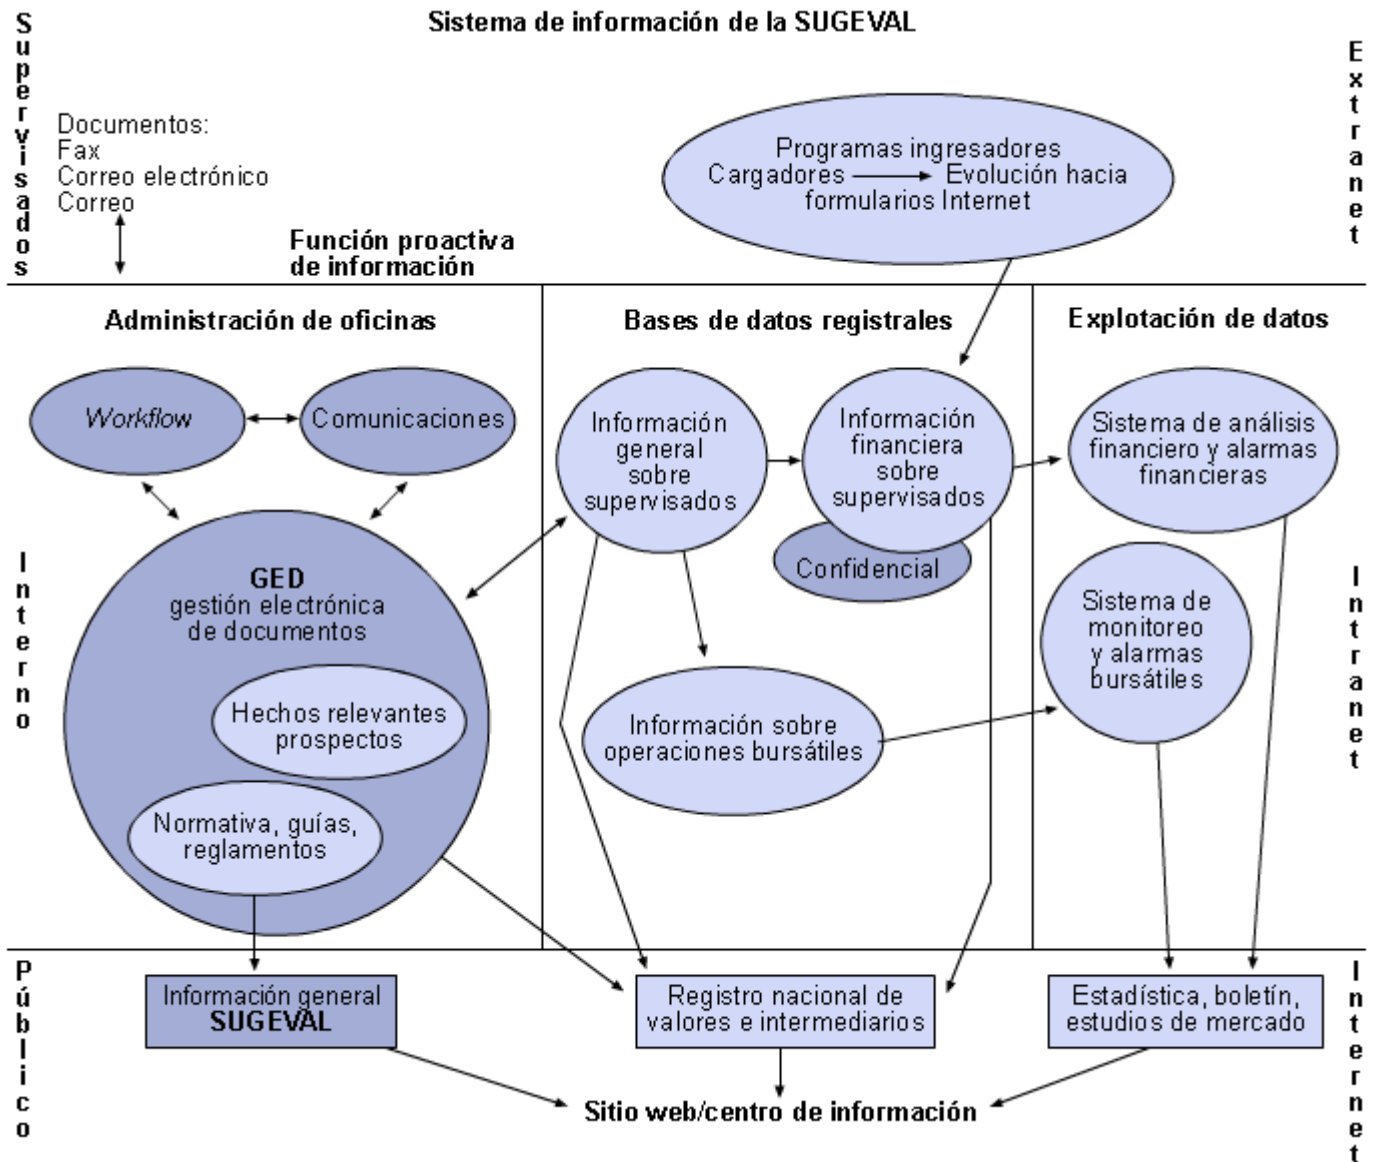 Sistema de información de la SUGEVAL
Supervisados
Extranet
Documentos:
Fax
Correo electrónico
Correo
Programas ingresadores
Cargadores Evolución hacia
formularios Internet
Función proactiva
de información
Administración de oficinas
Bases de datos registrales
Explotación de datos
Interno
Intranet
Workflow
Comunicaciones
GED
gestión electrónica
de documentos
Hechos relevantes
prospectos
Normativa, guías,
reglamentos
Información
general
sobre
supervisados
Información
financiera
sobre
supervisados
Confidencial
Información sobre
operaciones bursátiles
Sistema de análisis
financiero y alarmas
financieras
Sistema de
monitoreo
y alarmas
bursátiles
Público
Internet
Información general
SUGEVAL
Registro nacional de
valores e intermediarios
Estadística, boletín,
estudios de mercado
Sitio web/centro de información